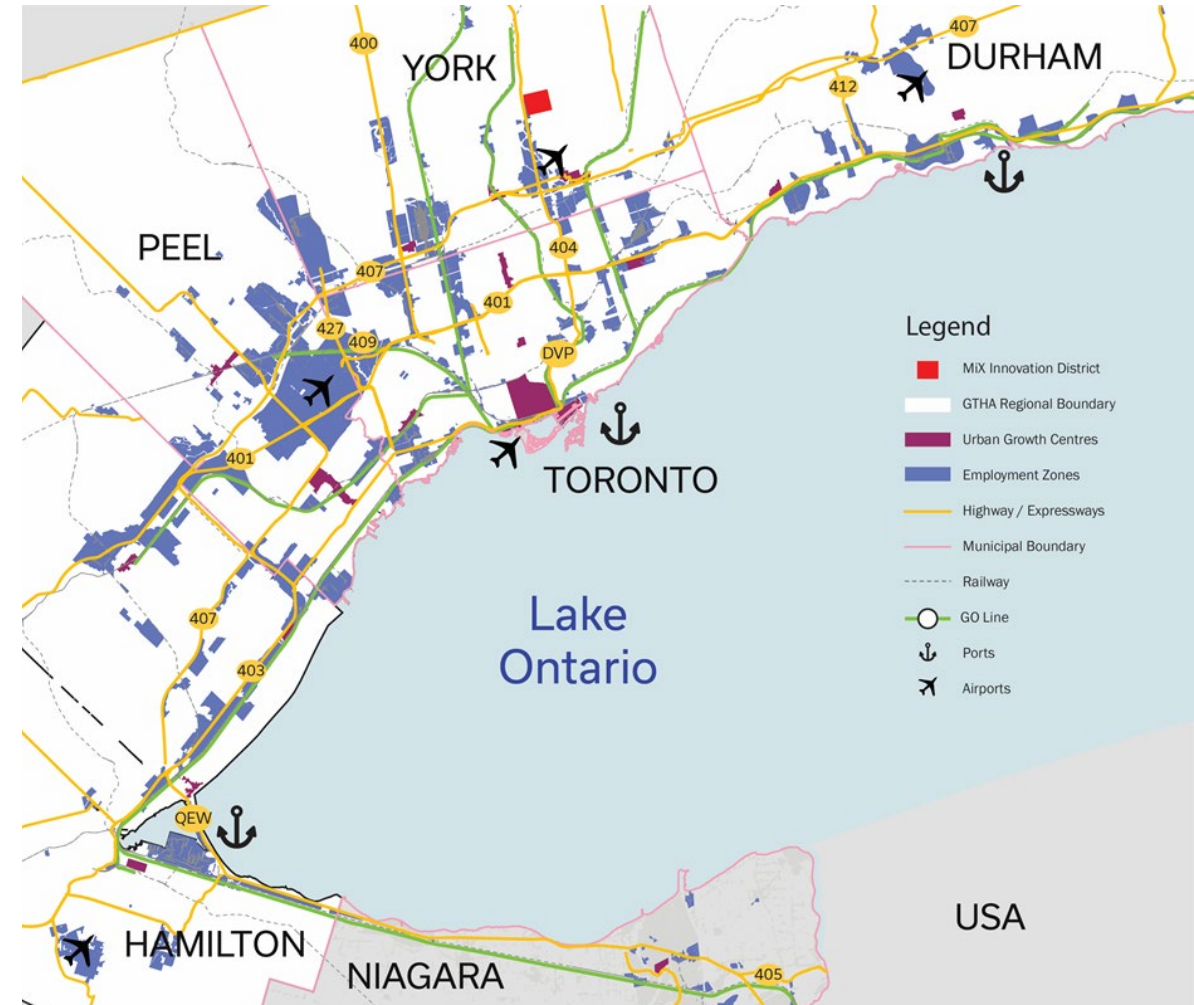 407
DURHAM
400
YORK
412
PEEL
404
407
401
427
409
DVP
401
TORONTO
Legend
MiX Innovation District
GTHA Regional Boundary
Urban Growth Centres
Employment Zones
Highway / Expressways
Municipal Boundary
Railway
GO Line
Ports
Airports
Lake
Ontario
407
403
QEW
HAMILTON
NIAGARA
USA
405